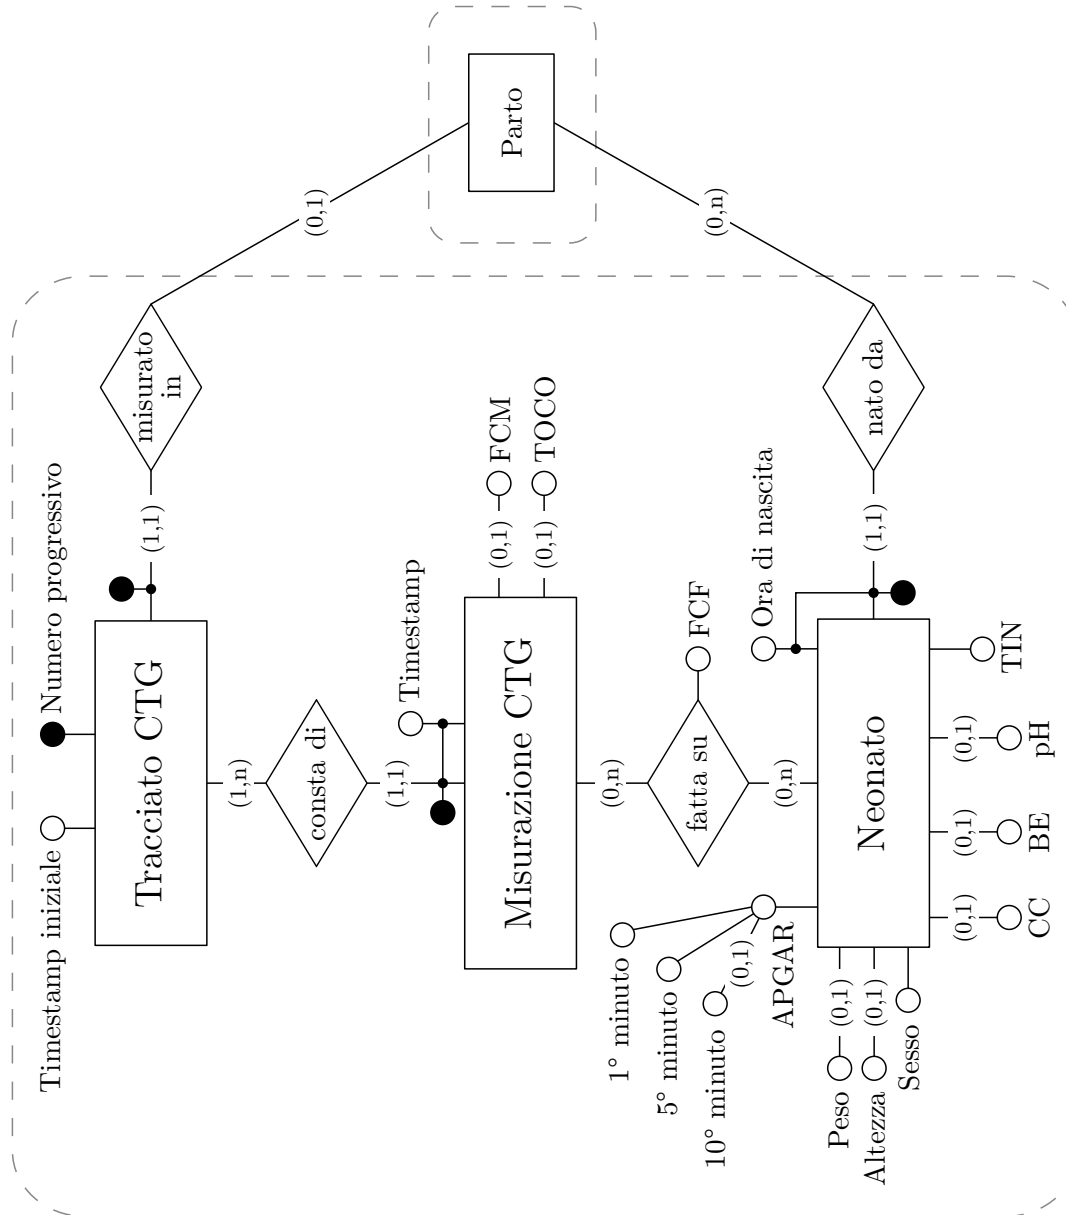 Timestamp iniziale
Numero progressivo
Tracciato CTG
(1,1)
misurato
in
(1,n)
consta di
(0,1)
(1,1)
Timestamp
Misurazione CTG
(0,1)
FCM
(0,1)
TOCO
Parto
(0,n)
1° minuto
5° minuto
10° minuto
(0,1)
APGAR
fatta su
FCF
(0,n)
(0,n)
Ora di nascita
Peso
(0,1)
Altezza
(0,1)
Sesso
Neonato
(1,1)
nato da
(0,1)
(0,1)
(0,1)
CC
BE
pH
TIN